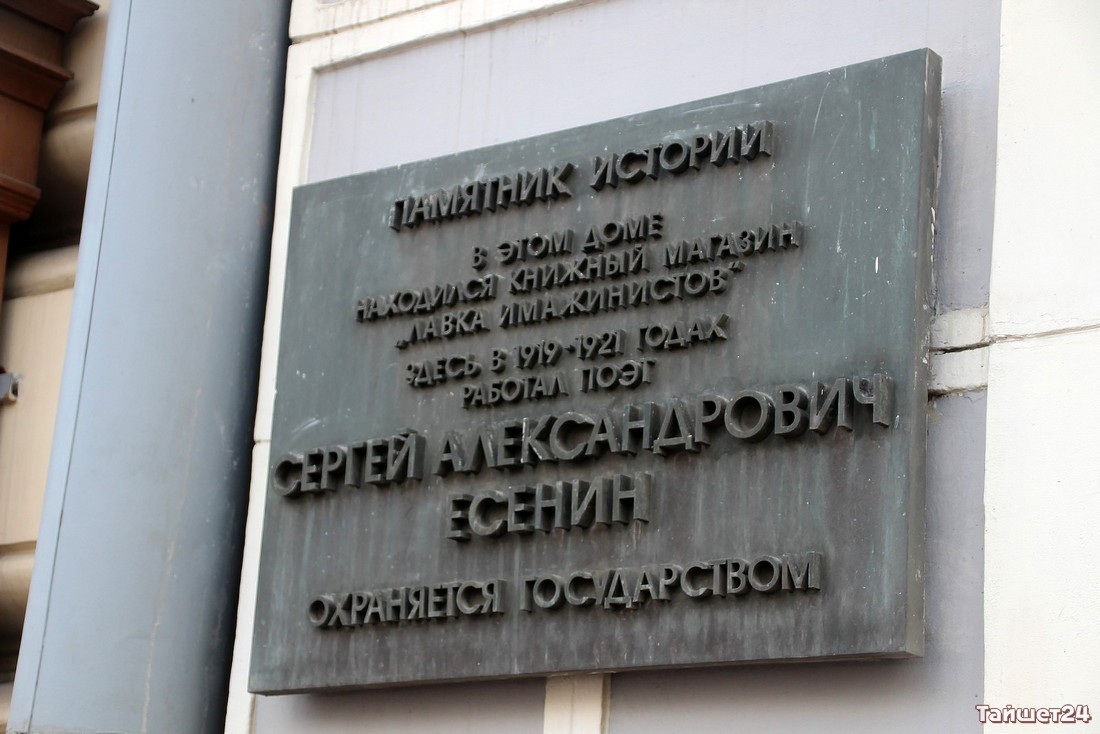 ПАМЯТНИК ИСТОРИИ
В ЭТОМ ДОМЕ
НАХОДИЛСЯ КНИЖНЫЙ МАГАЗИН
„ЛАВКА ИМАЖИНИСТОВ“
ЗДЕСЬ В 1919-1921 ГОДАХ
РАБОТАЛ ПОЭТ
СЕРГЕЙ АЛЕКСАНДРОВИЧ
ЕСЕНИН
ОХРАНЯЕТСЯ ГОСУДАРСТВОМ
Тайшет24